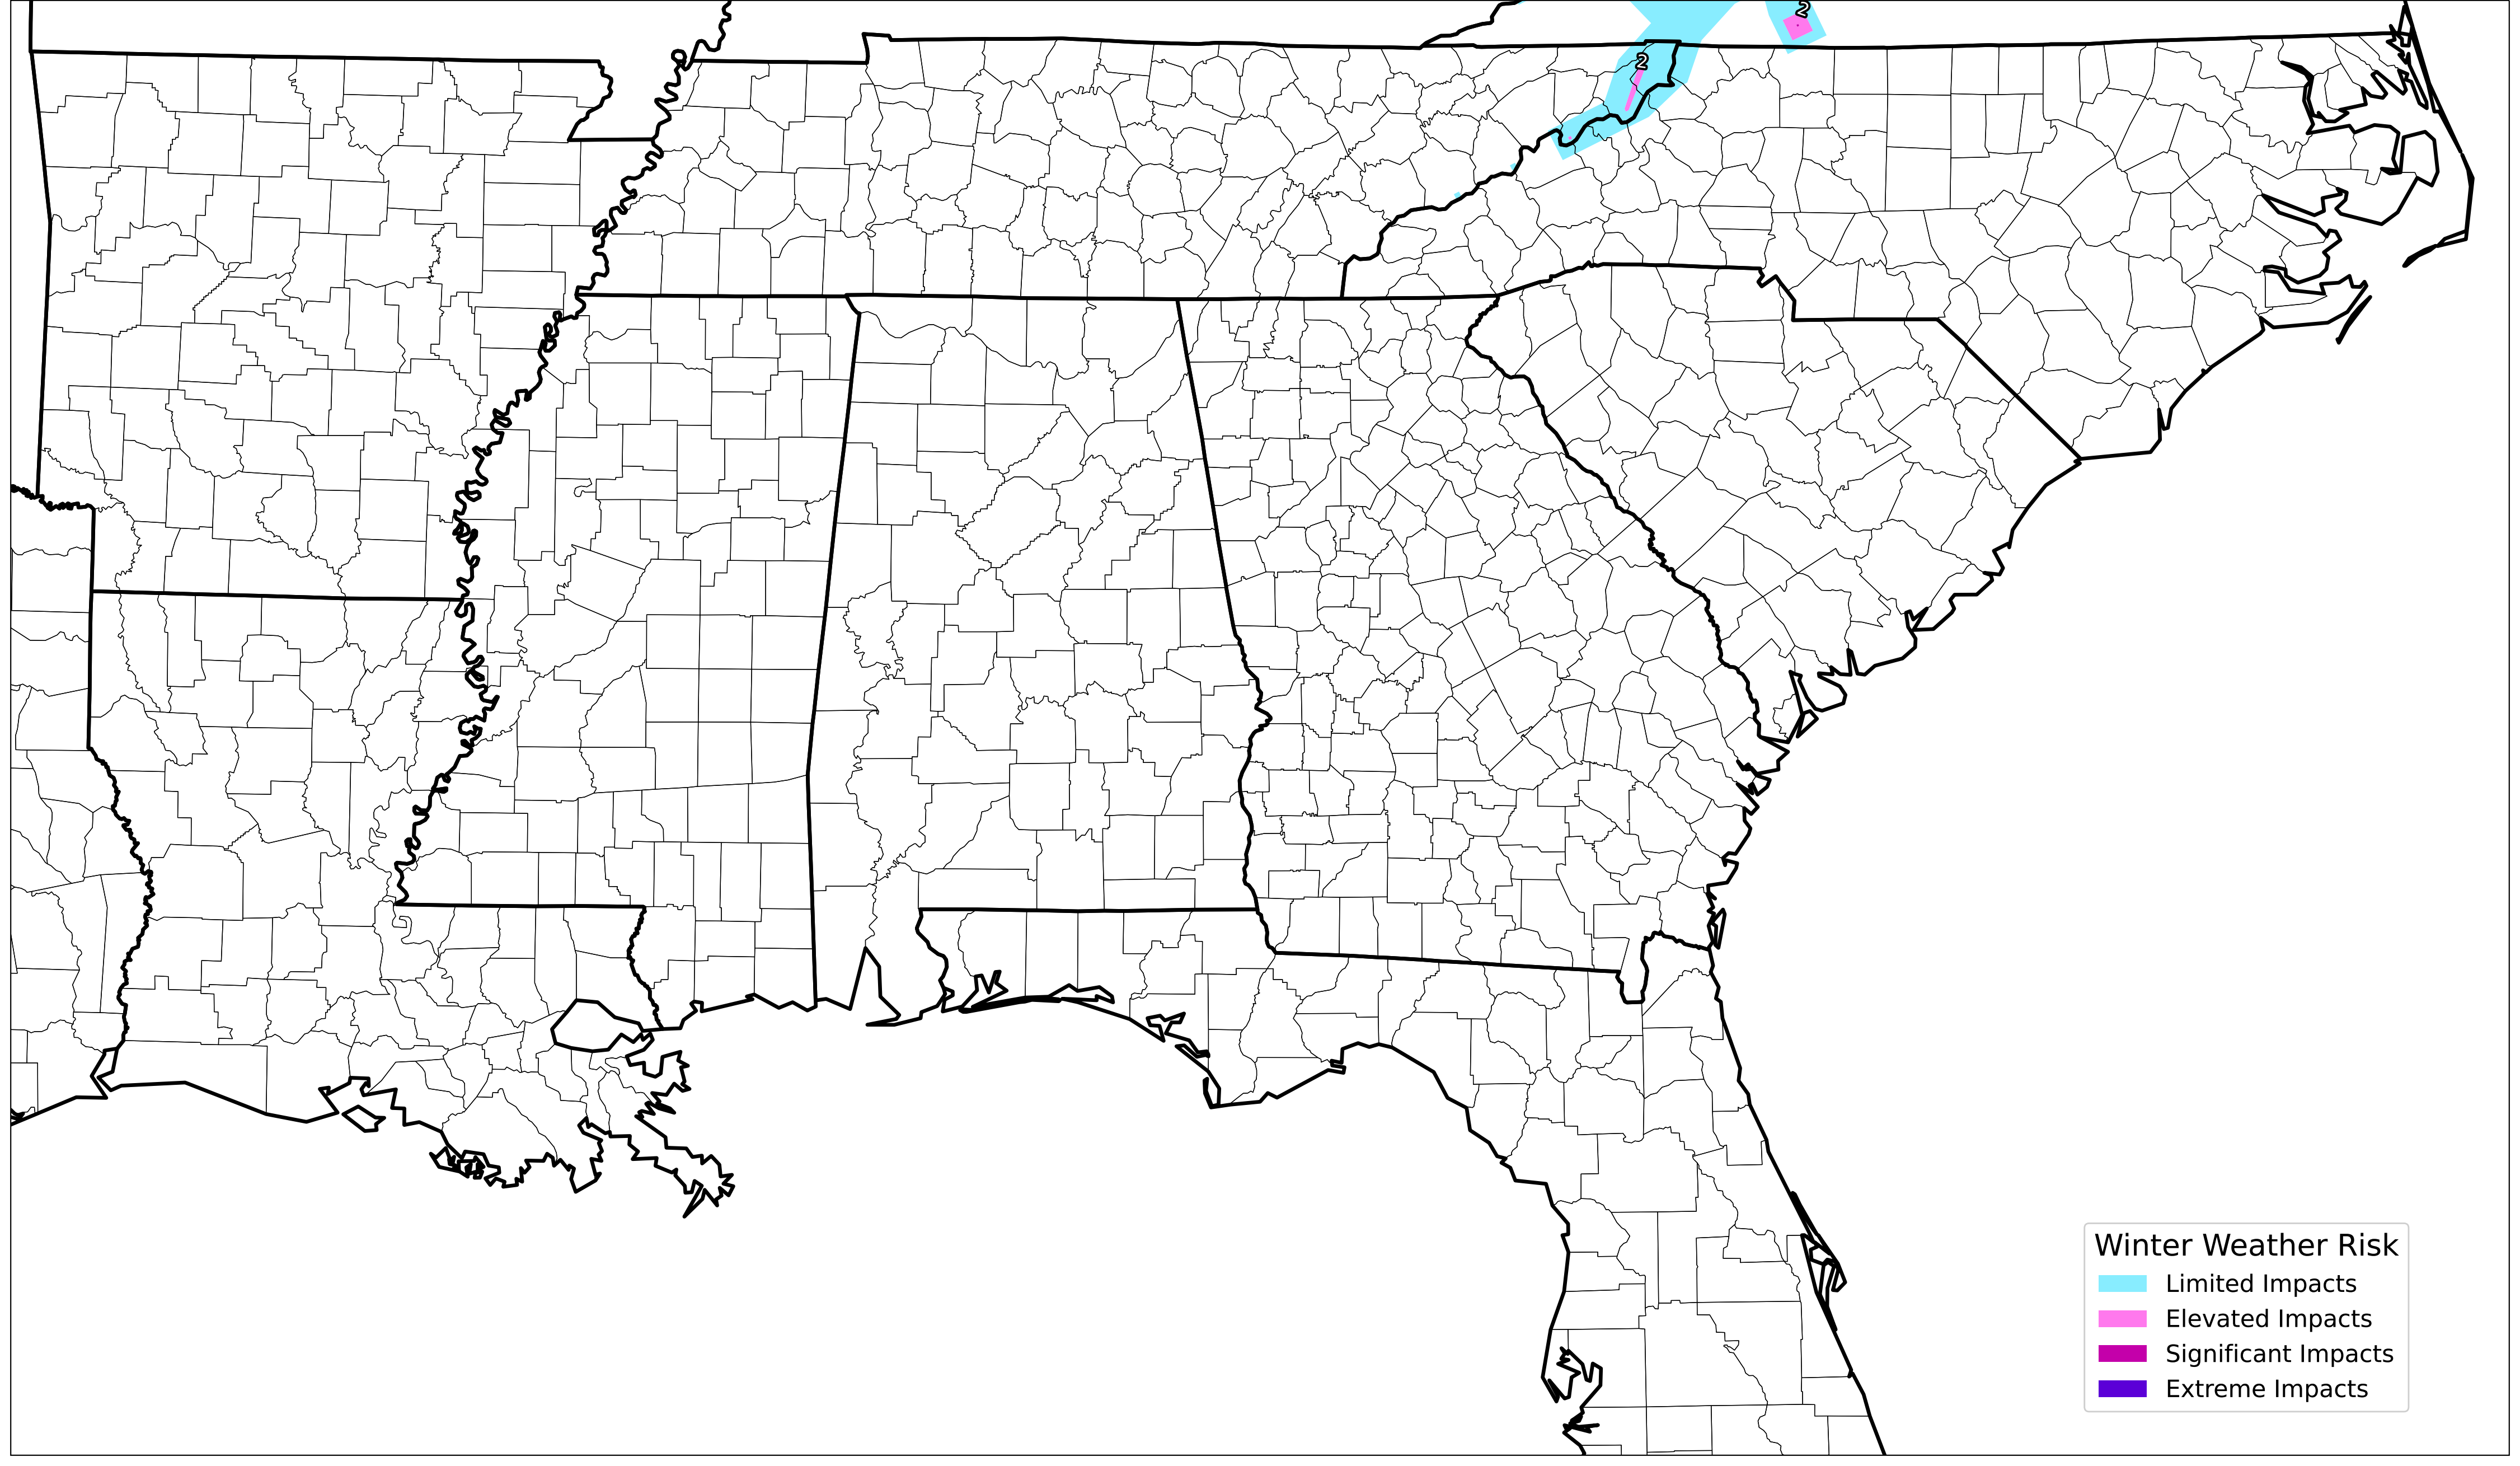 2
2
Winter Weather Risk
Limited Impacts
Elevated Impacts
Significant Impacts
Extreme Impacts